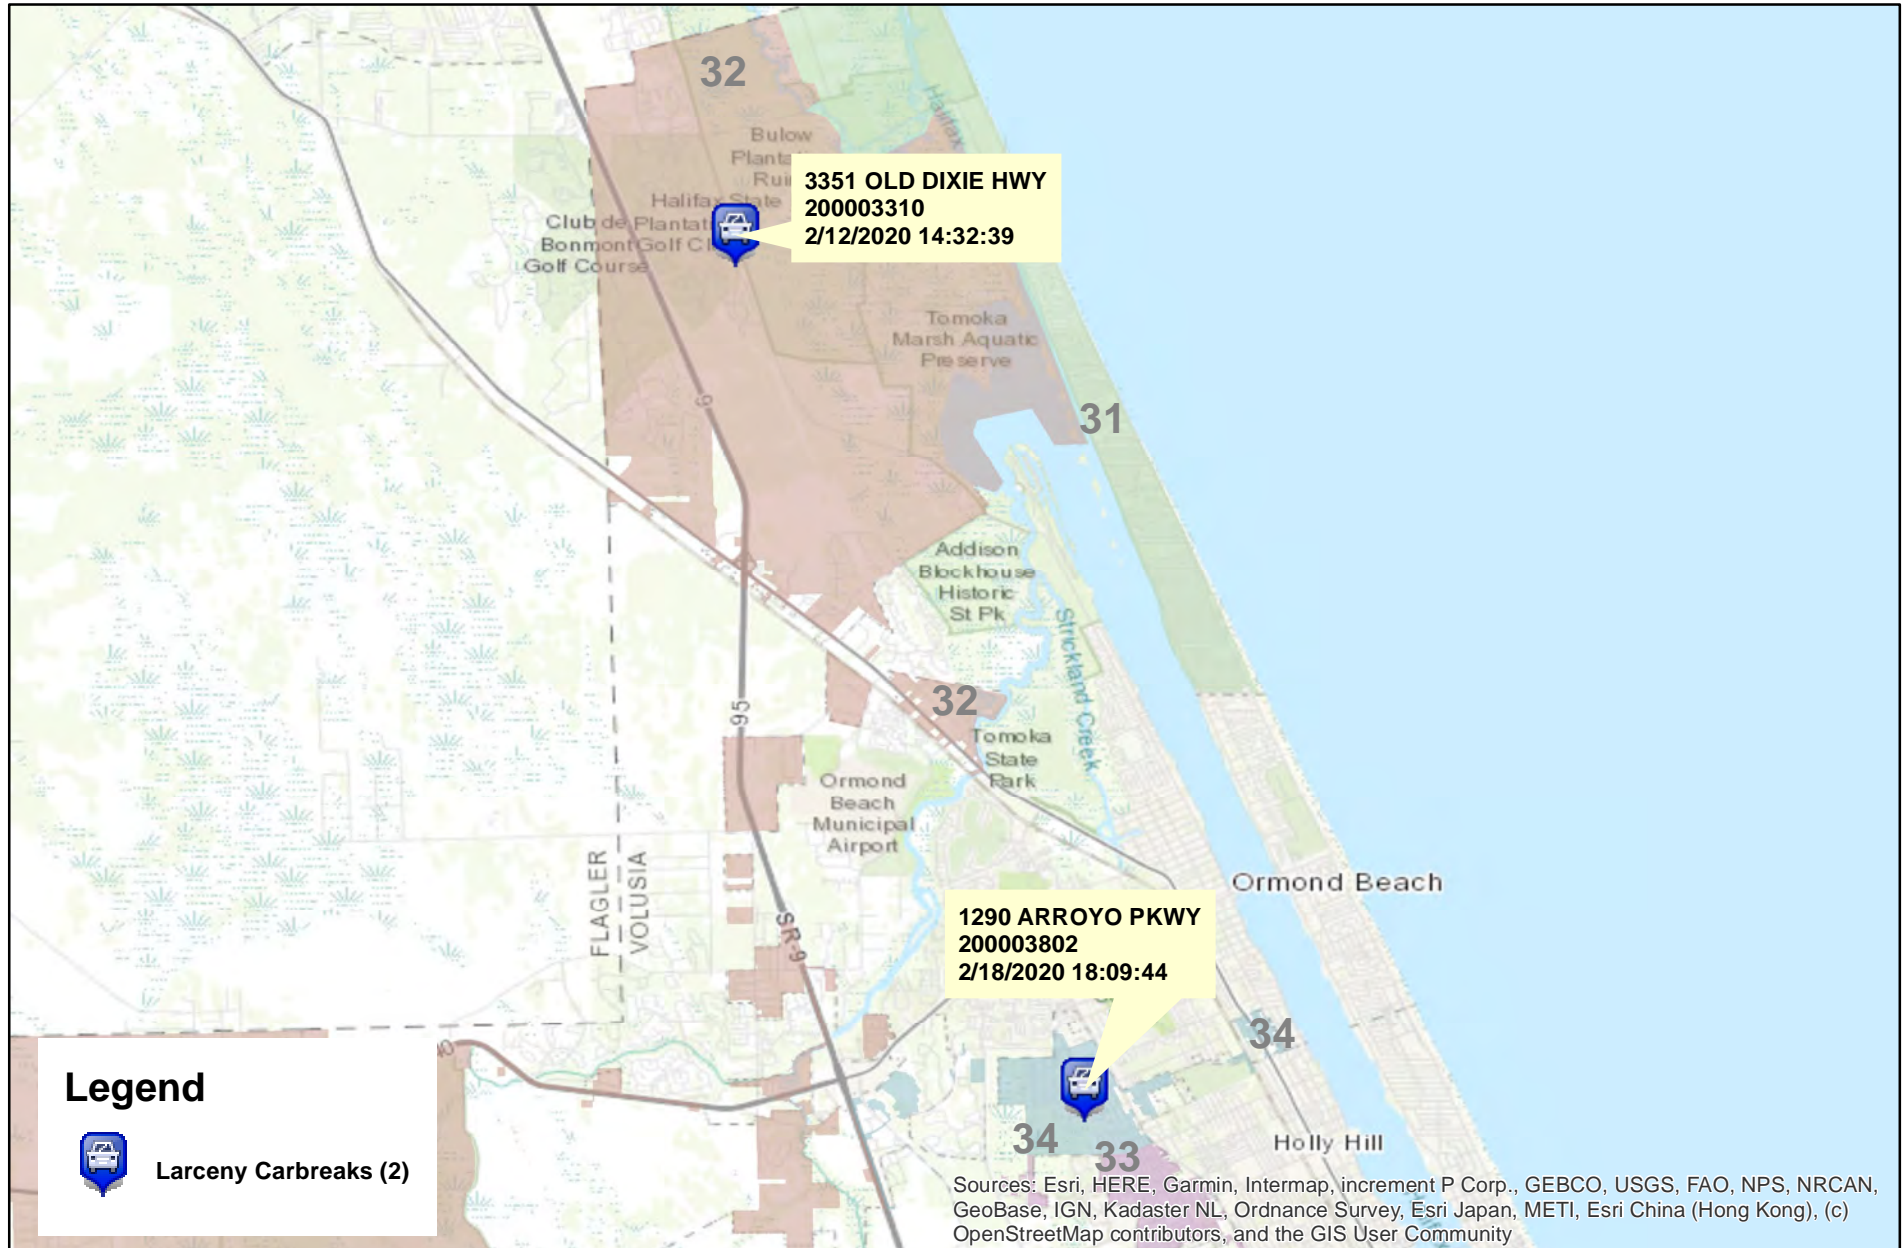 32
Halifax
Bulow
3351 OLD DIXIE HWY
200003310
2/12/2020 14:32:39
Halifax State
Club de
Bonmont Golf
Golf Course
Tomoka
Marsh Aquatic
Preserve
31
9
Addison
Blockhouse
Historic
St Pk
Strickland Creek
32
95
Tomoka
State
Park
Ormond
Beach
Municipal
Airport
FLAGLER
VOLUSIA
SR-9
Ormond Beach
1290 ARROYO PKWY
200003802
2/18/2020 18:09:44
34
34
33
Holly Hill
Legend
Larceny Carbreaks (2)
Sources: Esri, HERE, Garmin, Intermap, increment P Corp., GEBCO, USGS, FAO, NPS, NRCAN,
GeoBase, IGN, Kadaster NL, Ordnance Survey, Esri Japan, METI, Esri China (Hong Kong), (c)
OpenStreetMap contributors, and the GIS User Community